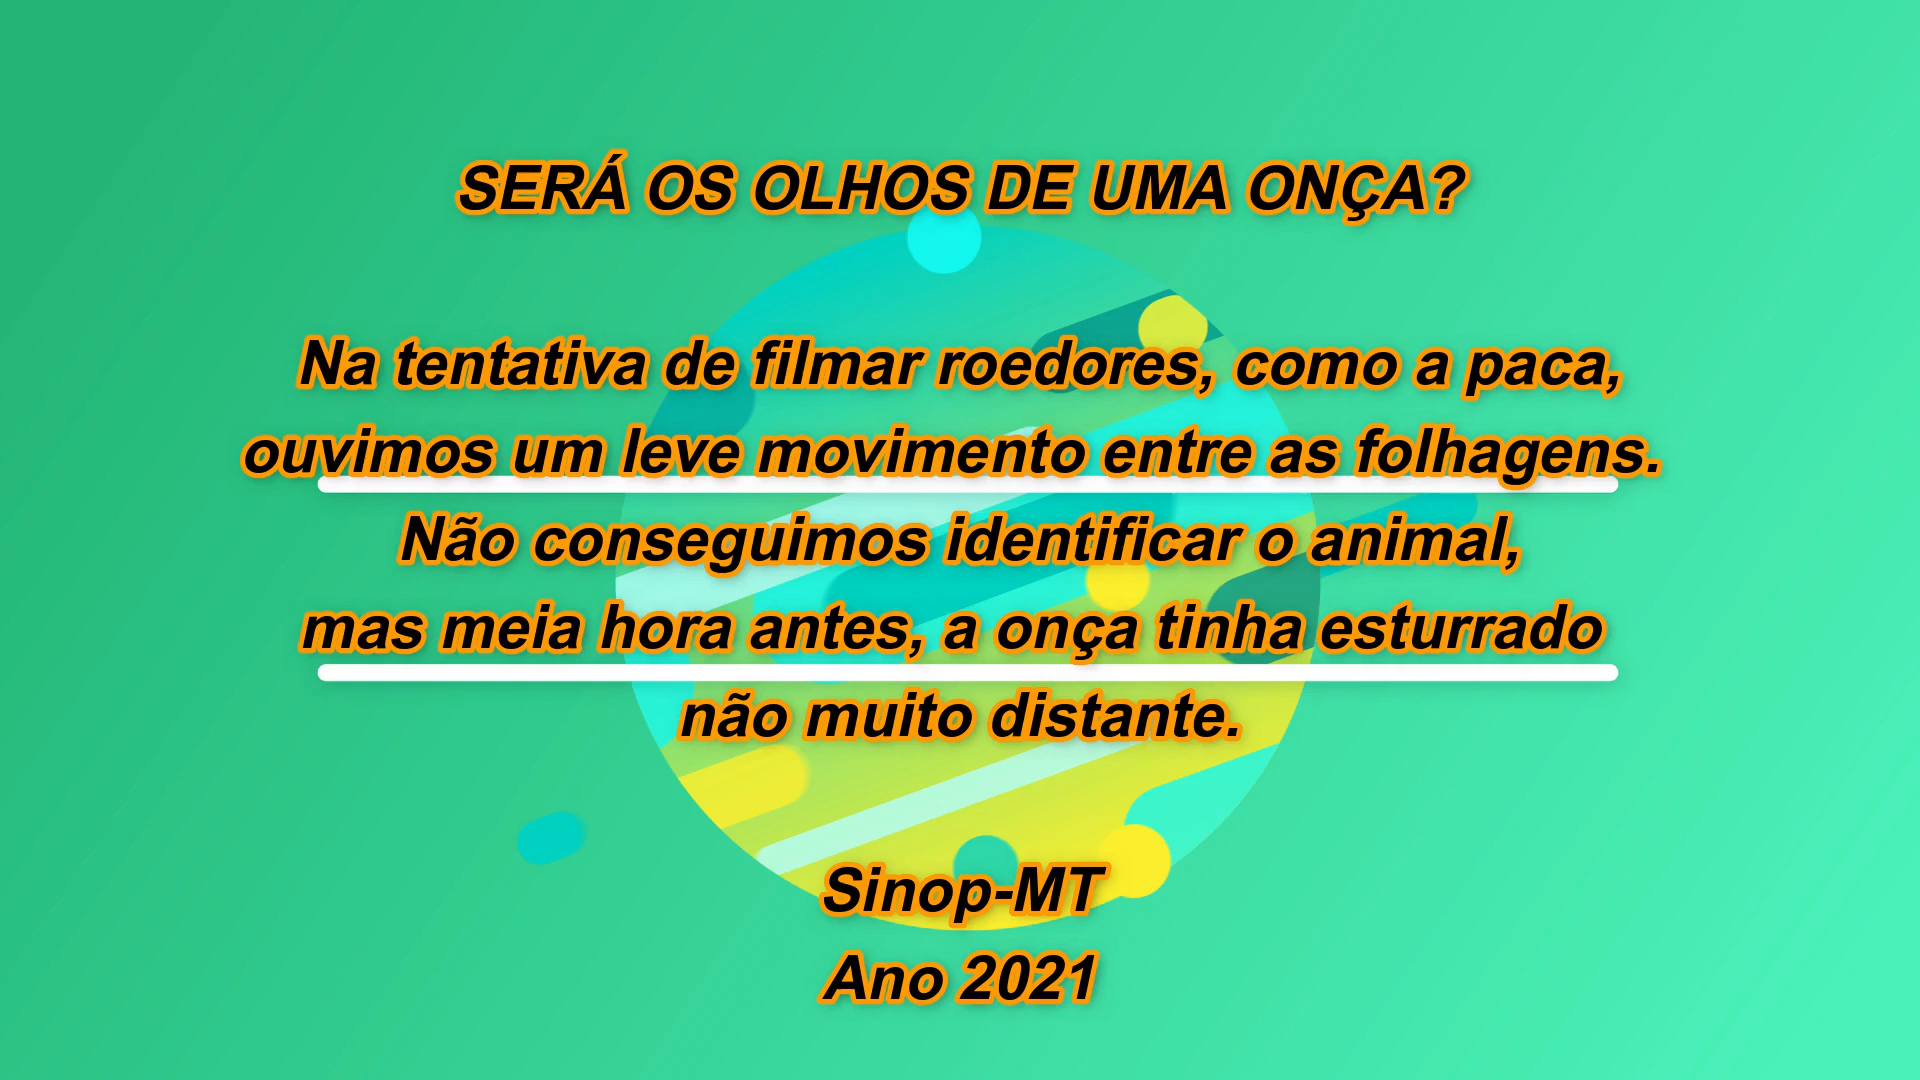 SERÁ OS OLHOS DE UMA ONÇA?
Na tentativa de filmar roedores, como a paca,
ouvimos um leve movimento entre as folhagens.
Não conseguimos identificar o animal,
mas meia hora antes, a onça tinha esturrado
não muito distante.
Sinop-MT
Ano 2021